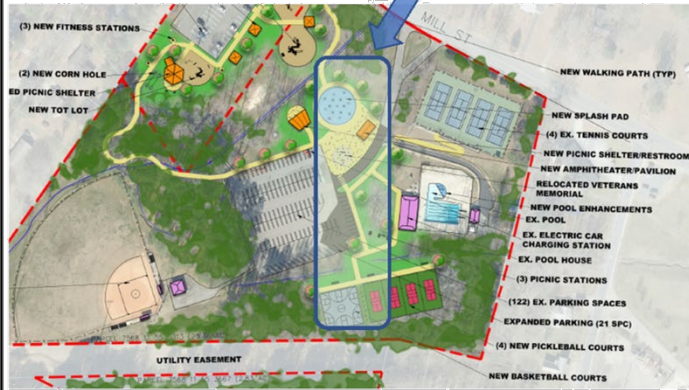 (3) NEW FITNESS STATIONS
MILL ST
(2) NEW CORN HOLE
NEW WALKING PATH (TYP)
ED PICNIC SHELTER
NEW TOT LOT
NEW SPLASH PAD
(4) EX. TENNIS COURTS
NEW PICNIC SHELTER/RESTROOM
NEW AMPHITEATER/PAVILION
RELOCATED VETERANS
MEMORIAL
NEW POOL ENHANCEMENTS
EX. POOL
EX. ELECTRIC CAR
CHARGING STATION
EX. POOL HOUSE
(3) PICNIC STATIONS
(122) EX. PARKING SPACES
EXPANDED PARKING (21 SPC)
(4) NEW PICKLEBALL COURTS
UTILITY EASEMENT
NEW BASKETBALL COURTS